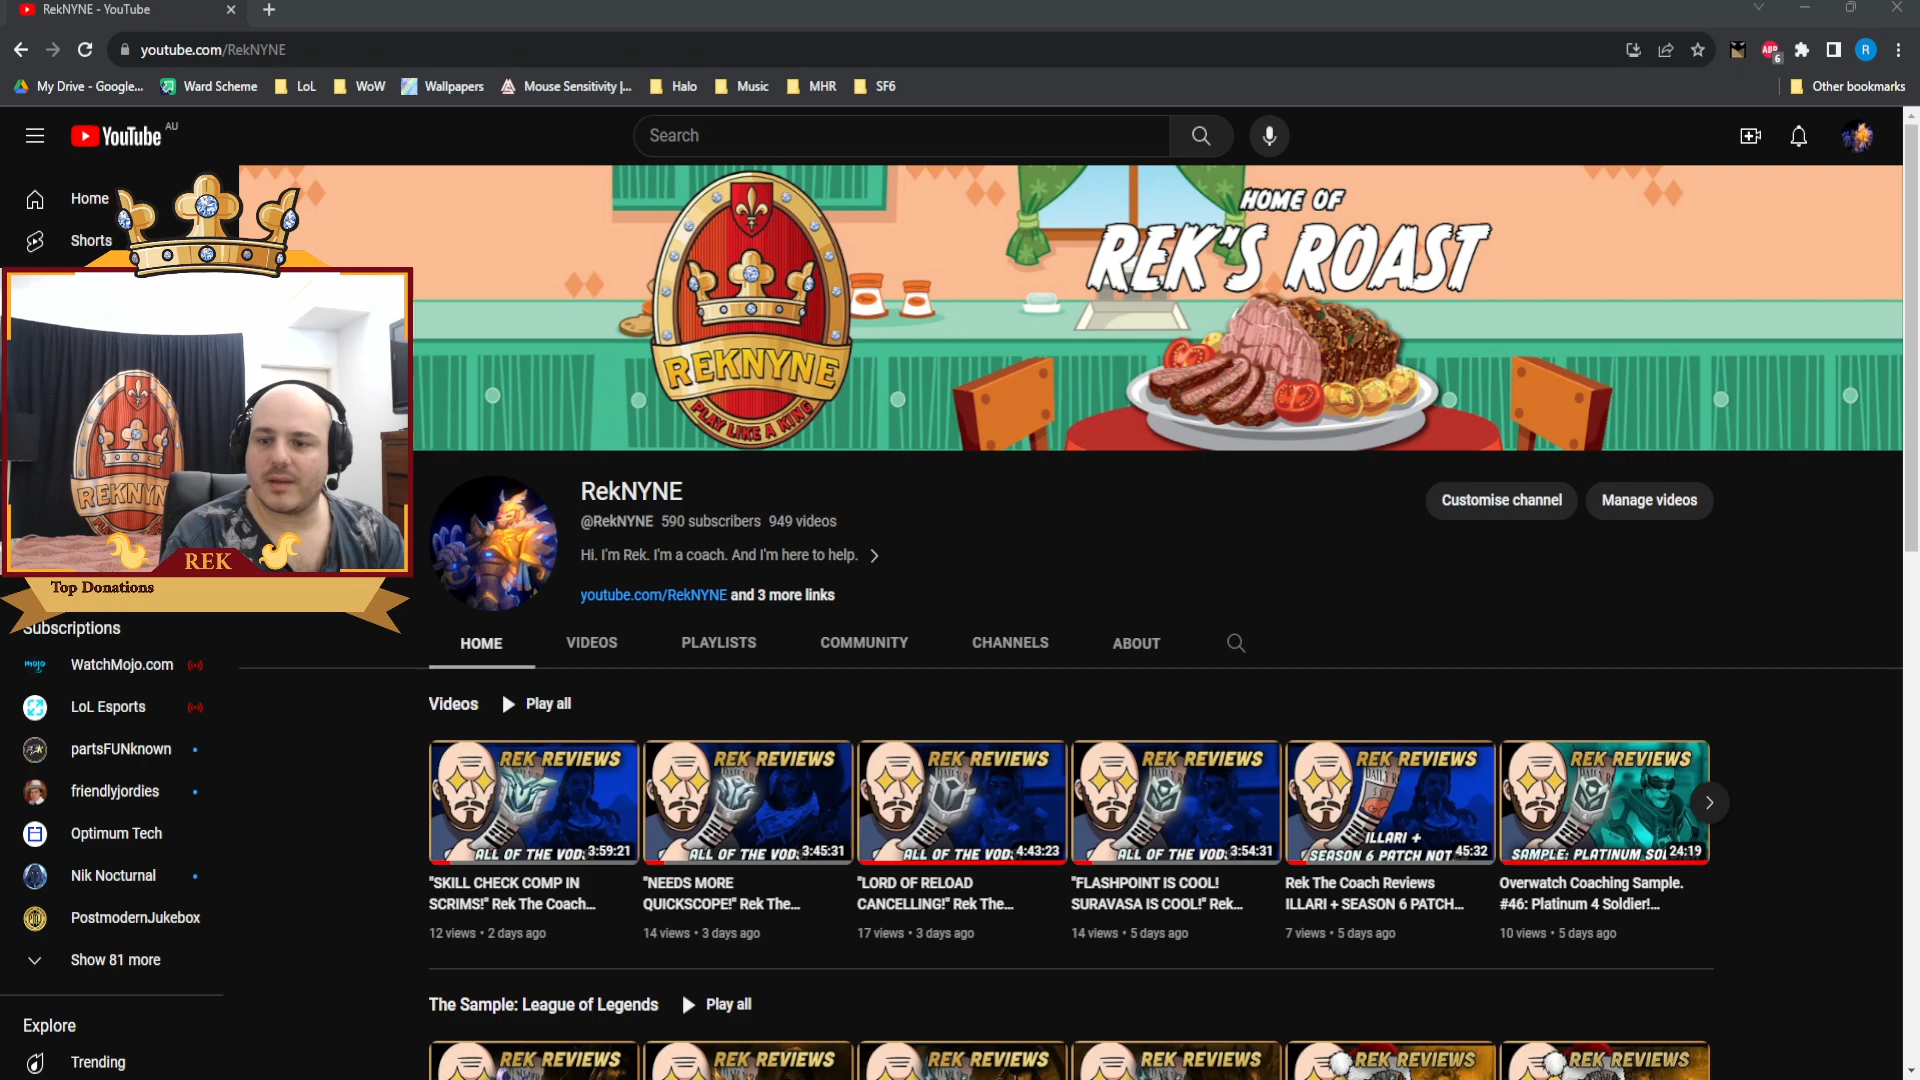 RekNYNE - YouTube
youtube.com/RekNYNE
ABP
6
R
My Drive - Google...
Ward Scheme
LoL
WoW
Wallpapers
Mouse Sensitivity |...
Halo
Music
MHR
SF6
Other bookmarks
YouTube
AU
Search
Home
Shorts
HOME OF
REK'S ROAST
REKNYNE
PLAY LIKE A KING
REKNYN
REK
Top Donations
RekNYNE
@RekNYNE 590 subscribers 949 videos
Hi. I'm Rek. I'm a coach. And I'm here to help.
youtube.com/RekNYNE and 3 more links
Customise channel
Manage videos
HOME
VIDEOS
PLAYLISTS
COMMUNITY
CHANNELS
ABOUT
Subscriptions
mojo
WatchMojo.com
LoL Esports
partsFUNknown
friendlyjordies
Optimum Tech
Nik Nocturnal
PostmodernJukebox
Show 81 more
Explore
Trending
Videos
Play all
REK REVIEWS
ALL OF THE VOD
3:59:21
"SKILL CHECK COMP IN
SCRIMS!" Rek The Coach...
12 views • 2 days ago
REK REVIEWS
ALL OF THE VOD
3:45:31
"NEEDS MORE
QUICKSCOPE!" Rek The...
14 views • 3 days ago
REK REVIEWS
ALL OF THE VOD
4:43:23
"LORD OF RELOAD
CANCELLING!" Rek The...
17 views • 3 days ago
REK REVIEWS
ALL OF THE VOD
3:54:31
"FLASHPOINT IS COOL!
SURAVASA IS COOL!" Rek...
14 views • 5 days ago
REK REVIEWS
ILLARI +
SEASON 6 PATCH NOT
45:32
Rek The Coach Reviews
ILLARI + SEASON 6 PATCH...
7 views • 5 days ago
REK REVIEWS
SAMPLE: PLATINUM SOL
24:19
Overwatch Coaching Sample.
#46: Platinum 4 Soldier!...
10 views • 5 days ago
The Sample: League of Legends
Play all
REK REVIEWS
REK REVIEWS
REK REVIEWS
REK REVIEWS
REK REVIEWS
REK REVIEWS